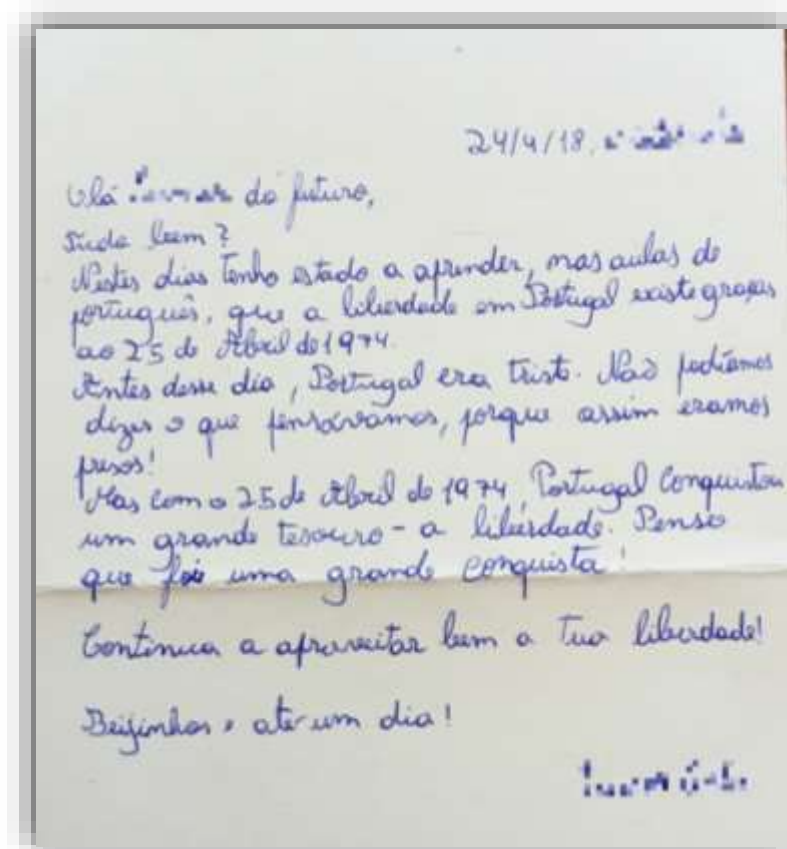 24/4/18,
Olá do futuro,
Tudo bem?
Nestes dias tenho estado a aprender, nas aulas de
português, que a liberdade em Portugal existe graças
ao 25 de Abril de 1974.
Antes desse dia, Portugal era triste. Não podíamos
dizer o que pensávamos, porque assim eramos
presos!
Mas com o 25 de Abril de 1974, Portugal conquistou
um grande tesouro - a liberdade. Penso
que foi uma grande conquista!
Continua a aproveitar bem a tua liberdade!
Beijinhos e até um dia!